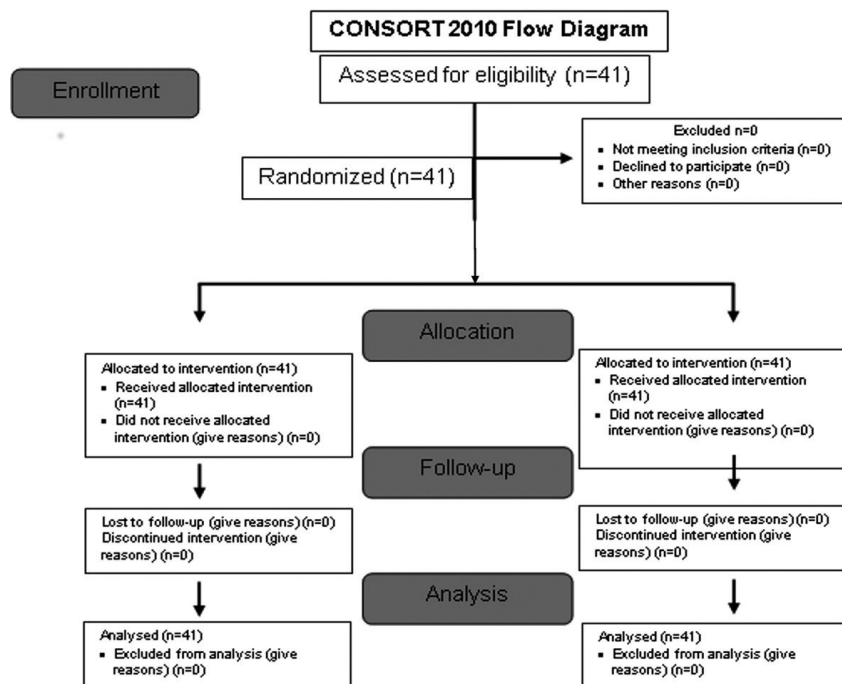 CONSORT 2010 Flow Diagram
Assessed for eligibility (n=41)
Enrollment
Excluded n=0
▪ Not meeting inclusion criteria (n=0)
▪ Declined to participate (n=0)
▪ Other reasons (n=0)
Randomized (n=41)
Allocation
Allocated to intervention (n=41)
▪ Received allocated intervention
(n=41)
▪ Did not receive allocated
intervention (give reasons) (n=0)
Allocated to intervention (n=41)
▪ Received allocated intervention
(n=41)
▪ Did not receive allocated
intervention (give reasons) (n=0)
Follow-up
Lost to follow-up (give reasons) (n=0)
Discontinued intervention (give
reasons) (n=0)
Lost to follow-up (give reasons) (n=0)
Discontinued intervention (give
reasons) (n=0)
Analysis
Analysed (n=41)
▪ Excluded from analysis (give
reasons) (n=0)
Analysed (n=41)
▪ Excluded from analysis (give
reasons) (n=0)